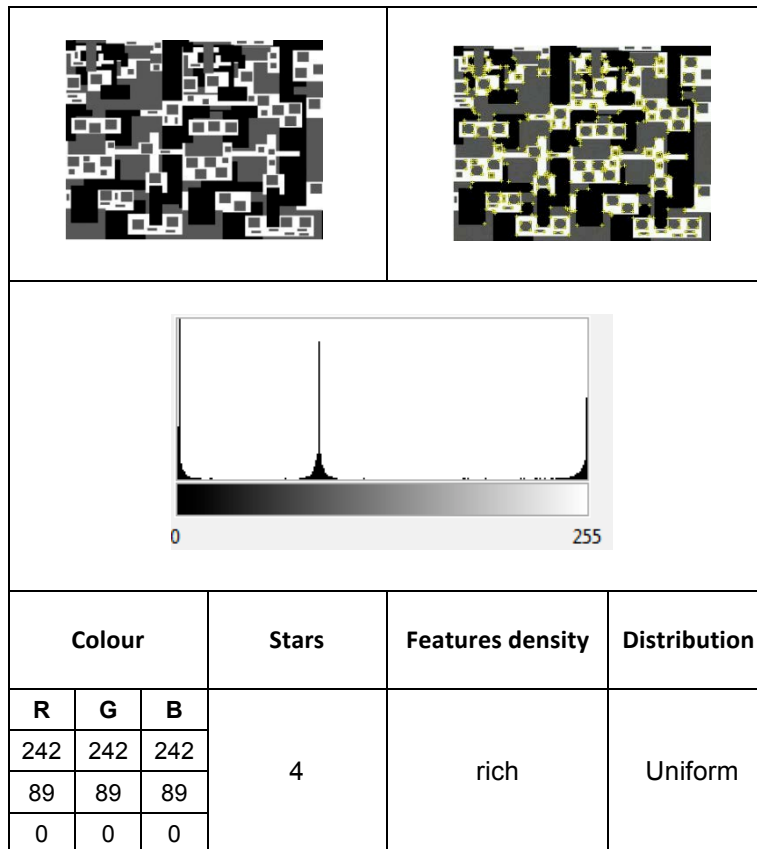 0 255
Colour Stars Features density Distribution
R G B
242 242 242
4 rich Uniform
89 89 89
0 0 0